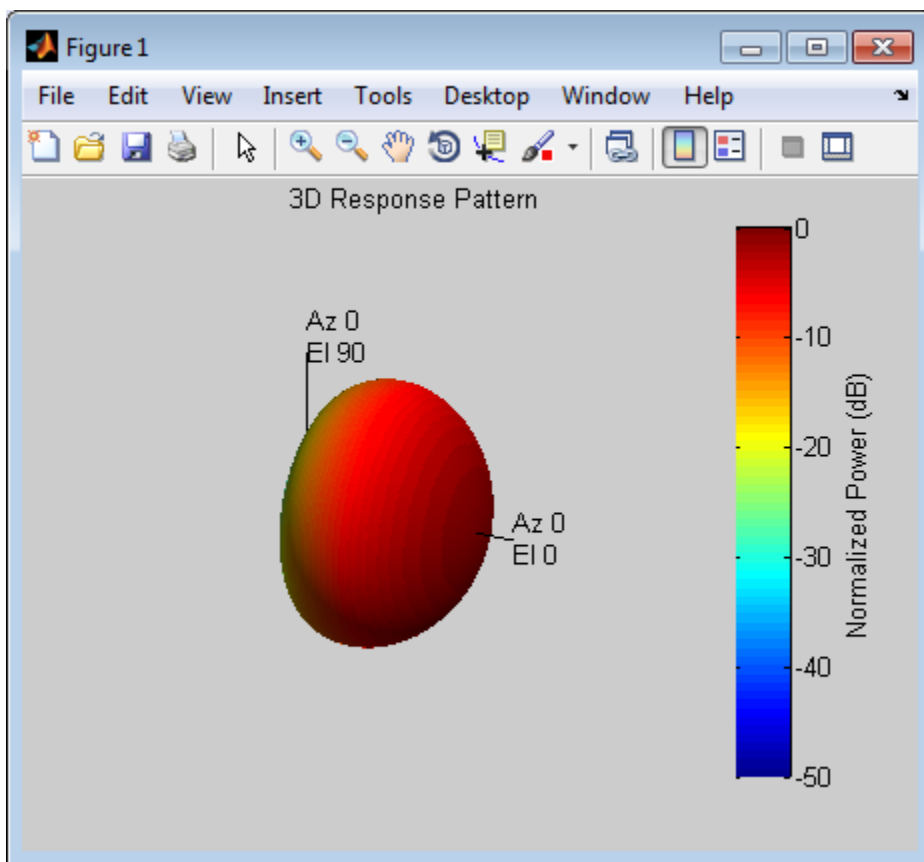 Figure 1
File Edit View Insert Tools Desktop Window Help
3D Response Pattern
Az 0
El 90
Az 0
El 0
0
-10
-20
-30
-40
-50
Normalized Power (dB)